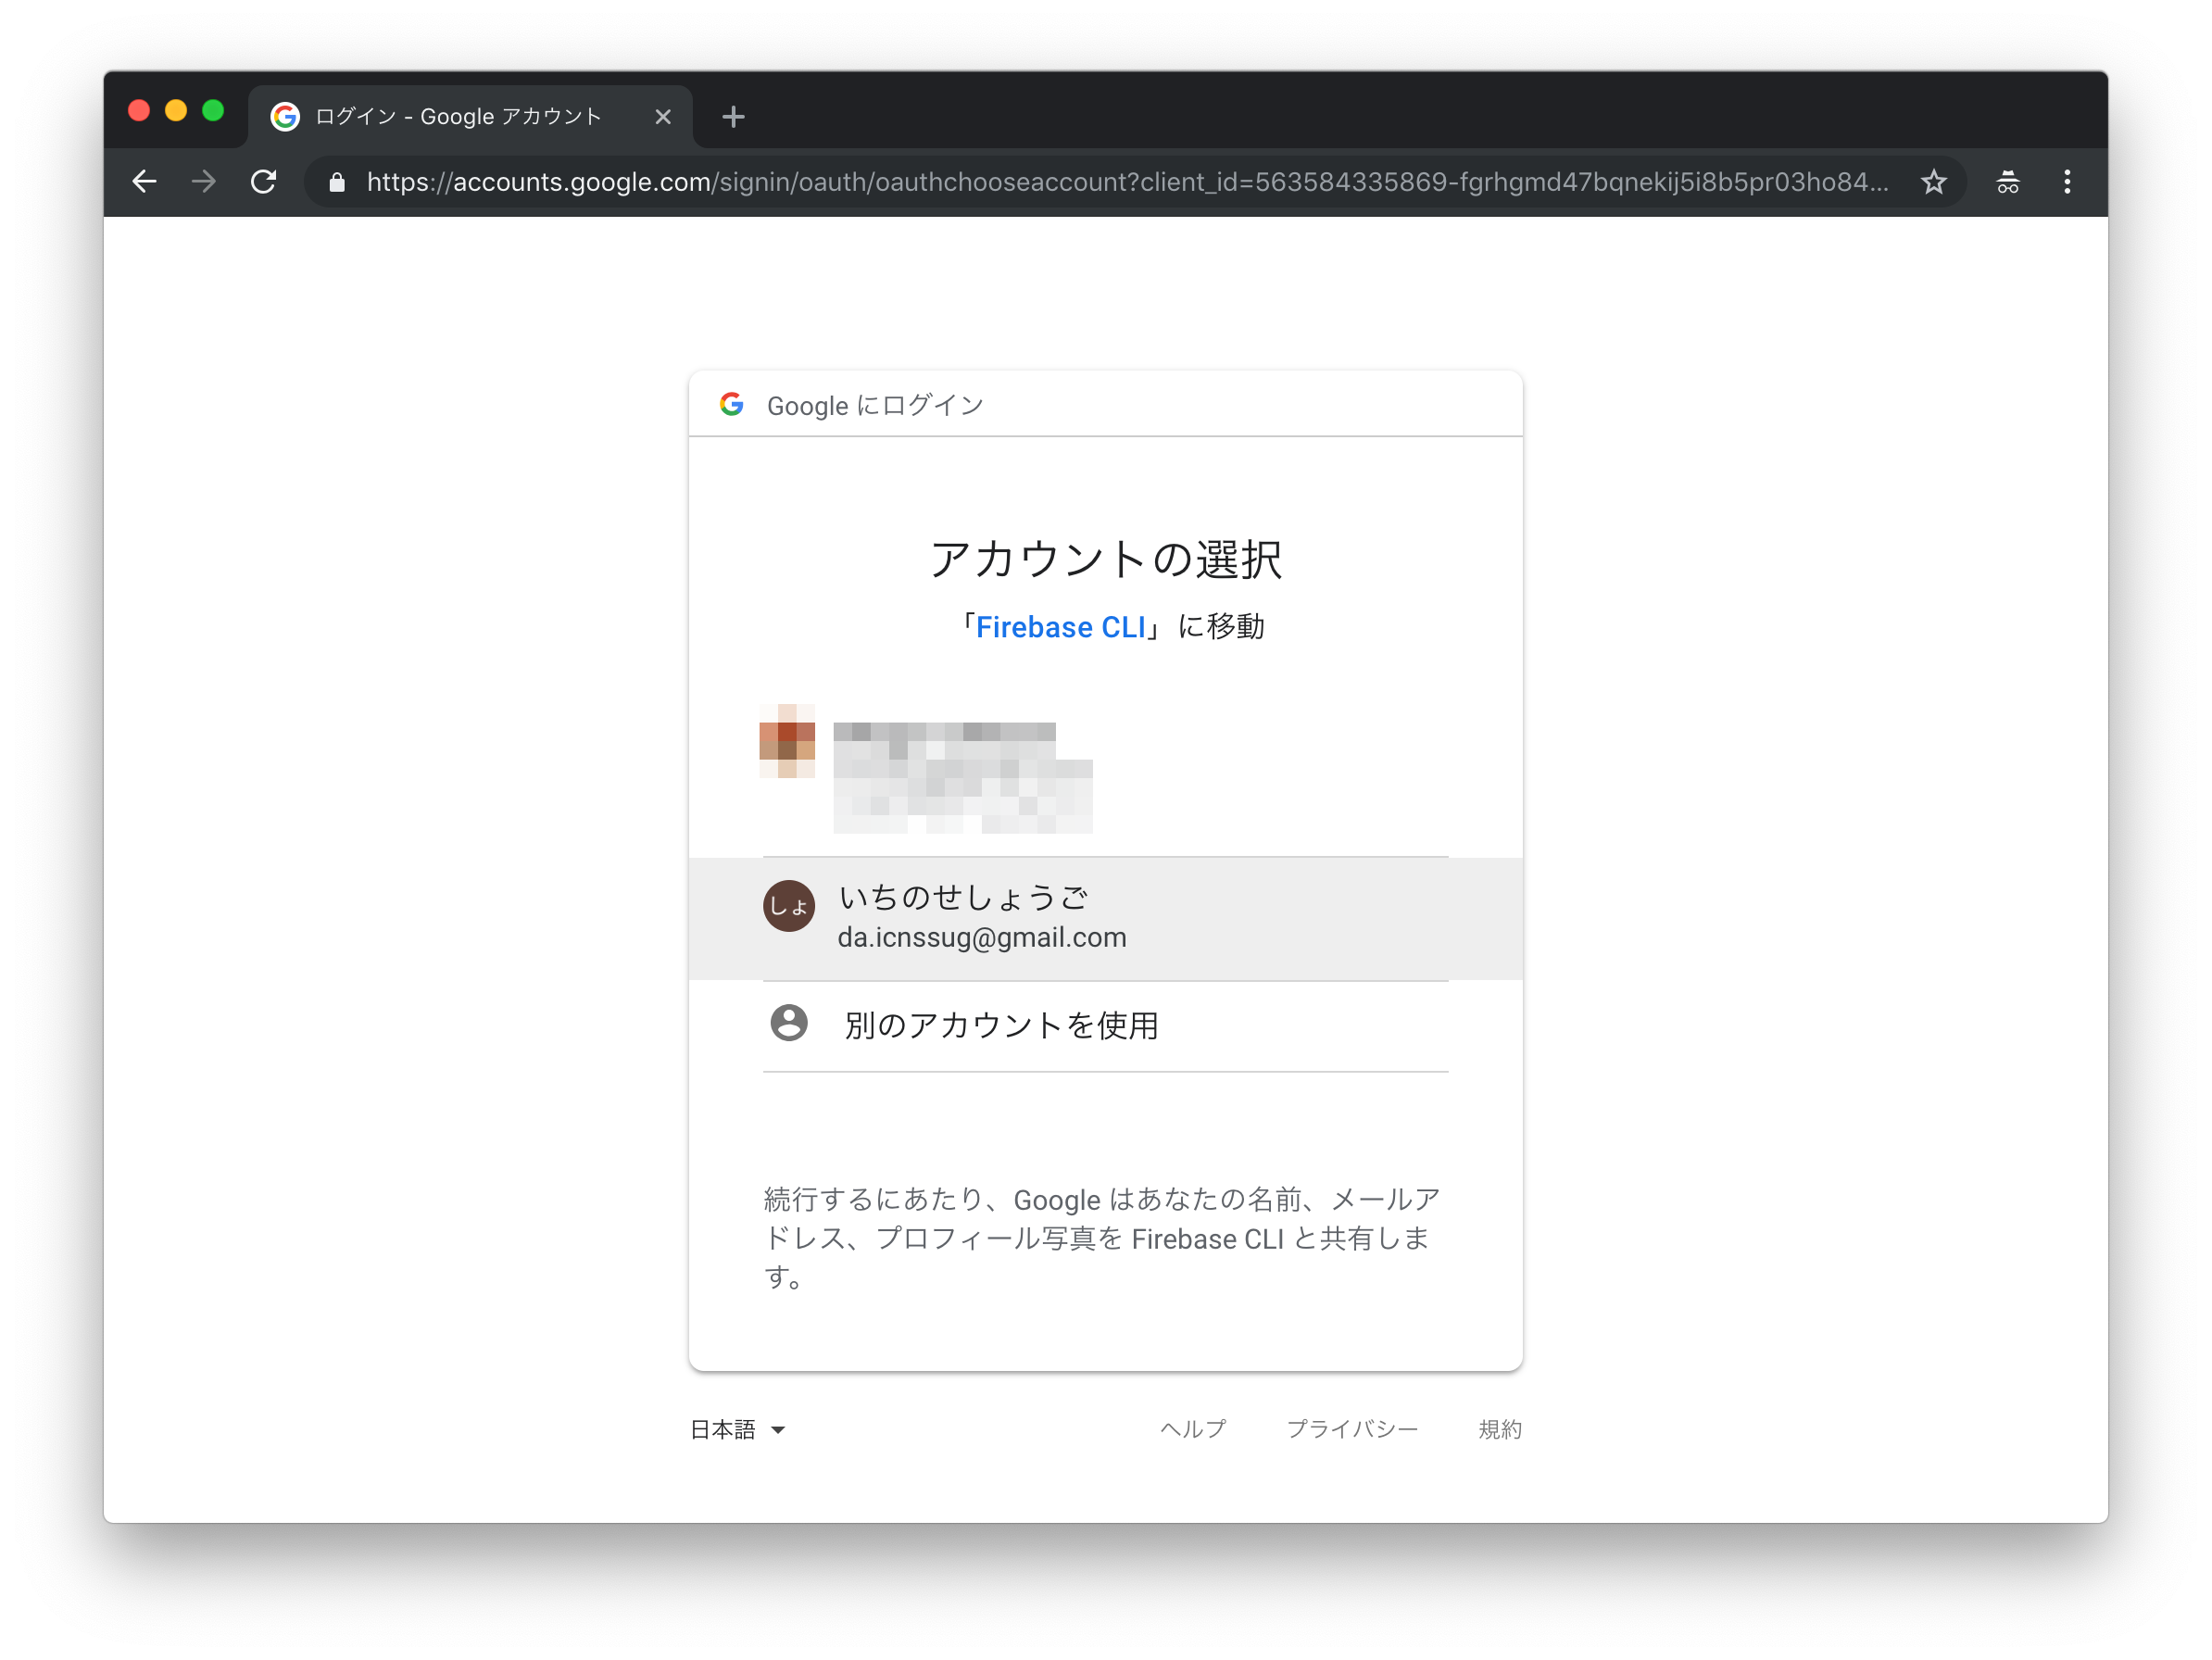 ログイン - Google アカウント
https://accounts.google.com/signin/oauth/oauthchooseaccount?client_id=563584335869-fgrhgmd47bqnekij5i8b5pr03ho84...
Google にログイン
アカウントの選択
「Firebase CLI」に移動
しょ
いちのせしょうご
da.icnssug@gmail.com
別のアカウントを使用
続行するにあたり、Google はあなたの名前、メールア
ドレス、プロフィール写真を Firebase CLI と共有しま
す。
日本語 ヘルプ プライバシー 規約